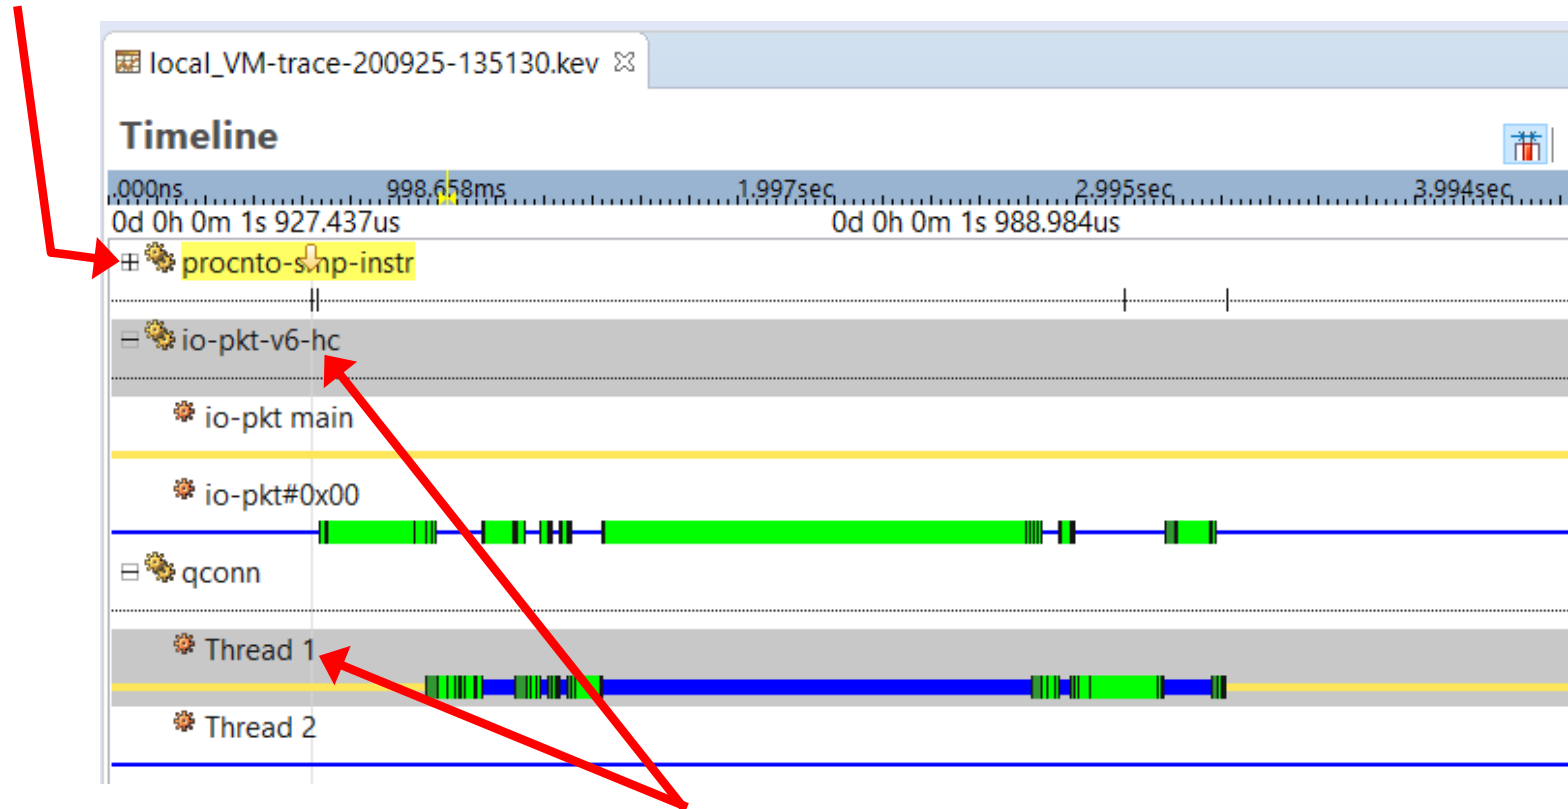 local_VM-trace-200925-135130.kev
Timeline
.000ns 998.658ms 1.997sec 2.995sec 3.994sec
0d 0h 0m 1s 927.437us 0d 0h 0m 1s 988.984us
procnto-smp-instr
io-pkt-v6-hc
io-pkt main
io-pkt#0x00
qconn
Thread 1
Thread 2